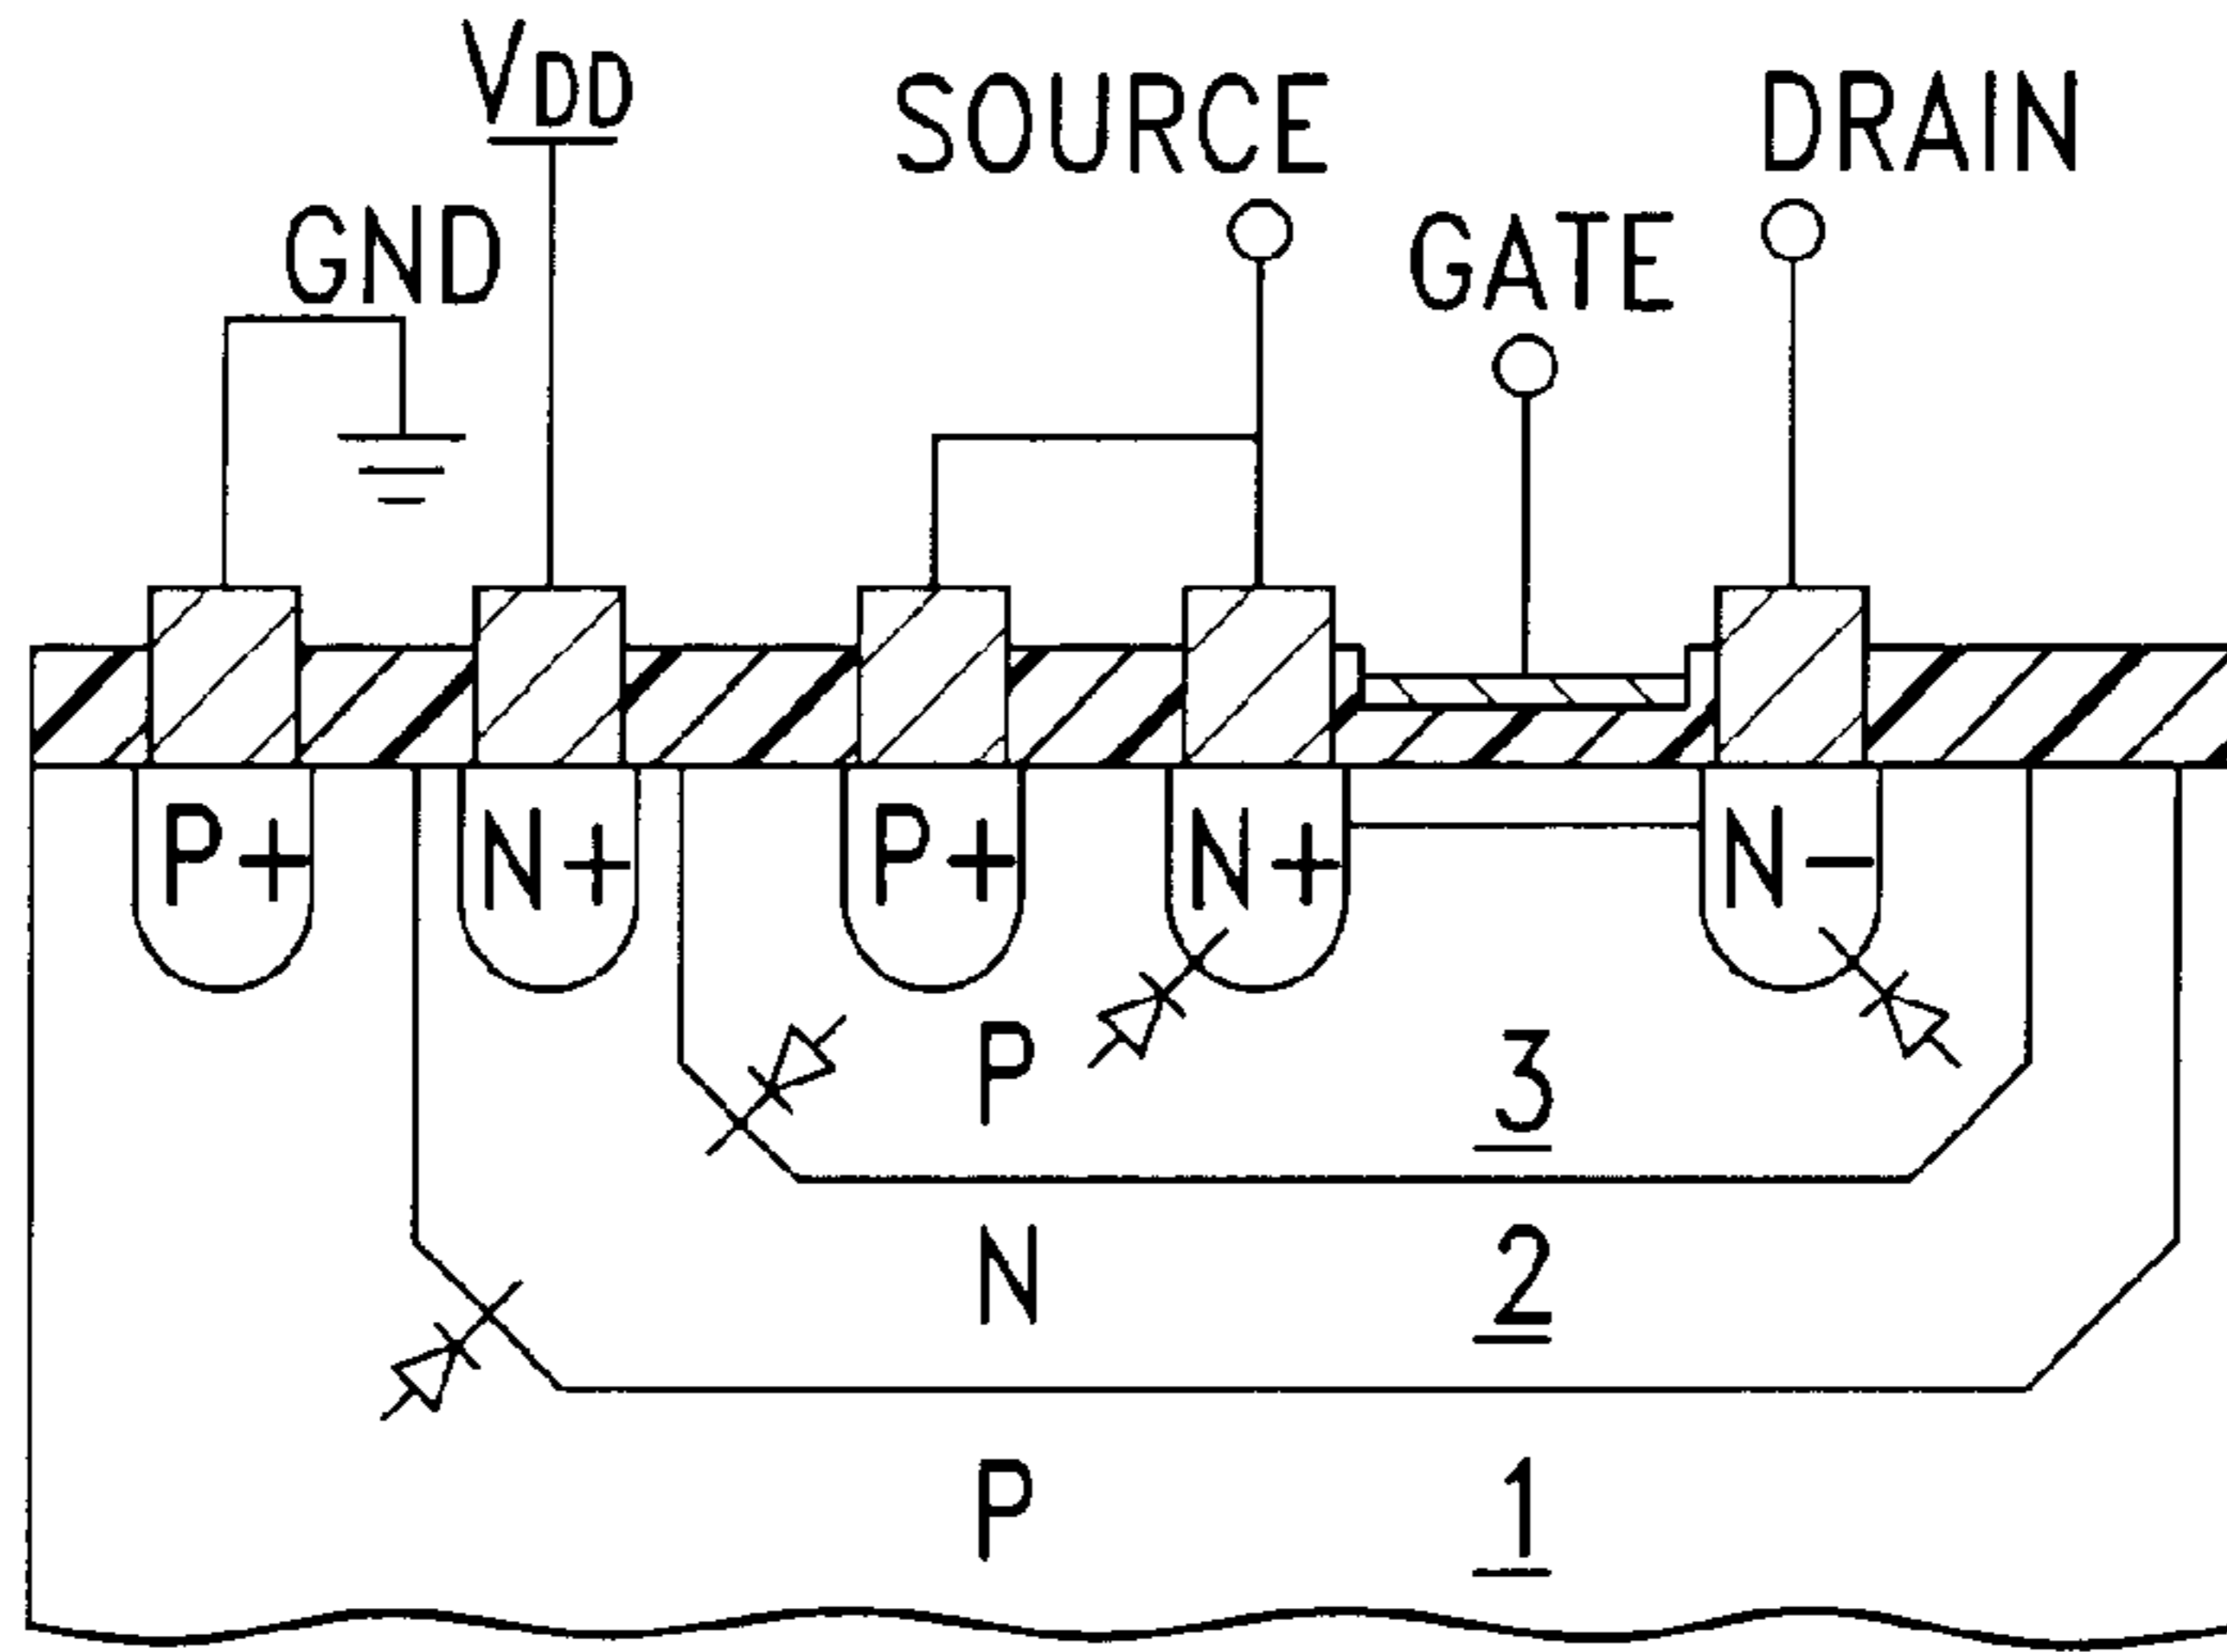 VDD
SOURCE
DRAIN
GND
GATE
P+ N+ P+ N+ N-
P 3
N 2
P 1